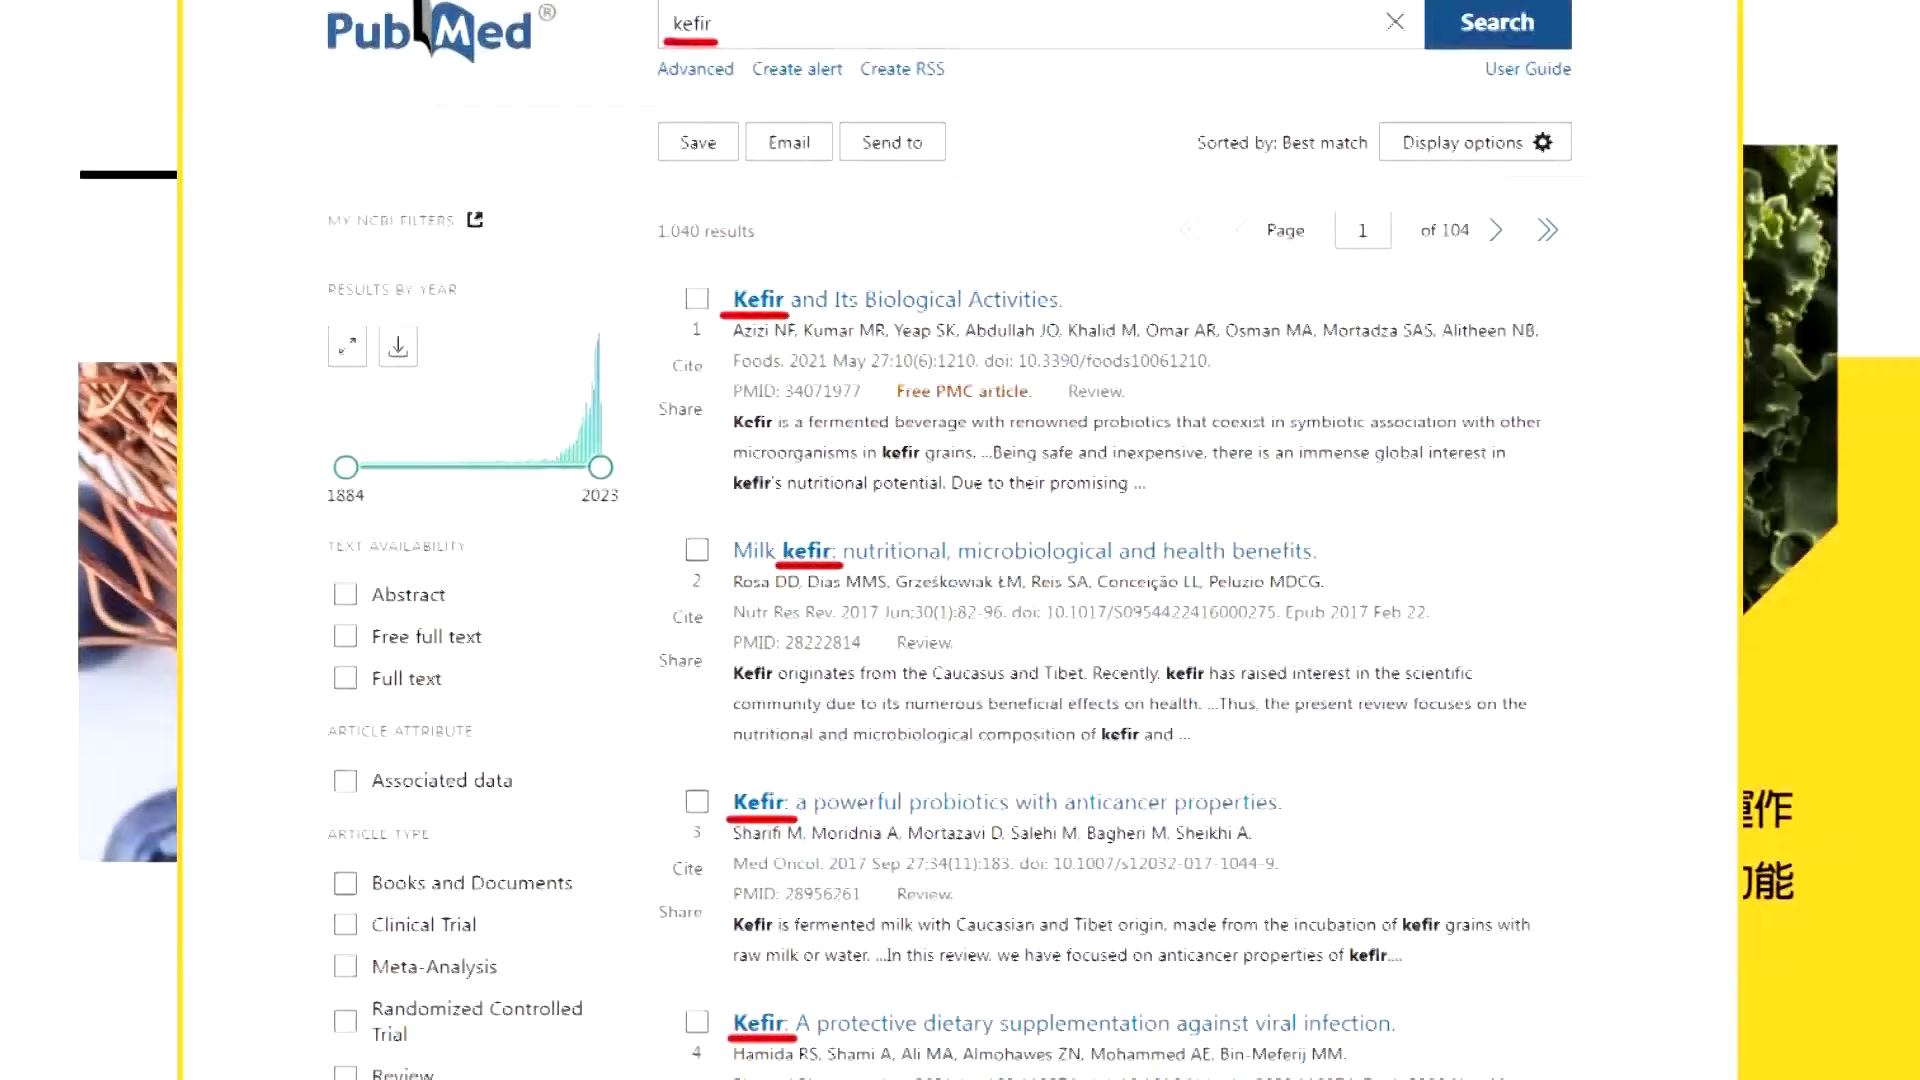 PubMed®
kefir
Search
Advanced Create alert Create RSS
User Guide
Save Email Send to
Sorted by: Best match Display options
MY NCBI FILTERS
1,040 results
Page 1 of 104
RESULTS BY YEAR
1884 2023
TEXT AVAILABILITY
Abstract
Free full text
Full text
ARTICLE ATTRIBUTE
Associated data
ARTICLE TYPE
Books and Documents
Clinical Trial
Meta-Analysis
Randomized Controlled
Trial
Review
Kefir and Its Biological Activities.
1
Azizi NF, Kumar MR, Yeap SK, Abdullah JO, Khalid M, Omar AR, Osman MA, Mortadza SAS, Alitheen NB.
Cite
Foods. 2021 May 27;10(6):1210. doi: 10.3390/foods10061210.
PMID: 34071977 Free PMC article. Review.
Share
Kefir is a fermented beverage with renowned probiotics that coexist in symbiotic association with other
microorganisms in kefir grains. ...Being safe and inexpensive, there is an immense global interest in
kefir's nutritional potential. Due to their promising ...
Milk kefir: nutritional, microbiological and health benefits.
2
Rosa DD, Dias MMS, Grześkowiak ŁM, Reis SA, Conceição LL, Peluzio MDCG.
Cite
Nutr Res Rev. 2017 Jun;30(1):82-96. doi: 10.1017/S0954422416000275. Epub 2017 Feb 22.
PMID: 28222814 Review.
Share
Kefir originates from the Caucasus and Tibet. Recently, kefir has raised interest in the scientific
community due to its numerous beneficial effects on health. ...Thus, the present review focuses on the
nutritional and microbiological composition of kefir and ...
Kefir: a powerful probiotics with anticancer properties.
3
Sharifi M, Moridnia A, Mortazavi D, Salehi M, Bagheri M, Sheikhi A.
Cite
Med Oncol. 2017 Sep 27;34(11):183. doi: 10.1007/s12032-017-1044-9.
PMID: 28956261 Review.
Share
Kefir is fermented milk with Caucasian and Tibet origin, made from the incubation of kefir grains with
raw milk or water. ...In this review, we have focused on anticancer properties of kefir....
Kefir: A protective dietary supplementation against viral infection.
4
Hamida RS, Shami A, Ali MA, Almohawes ZN, Mohammed AE, Bin-Meferij MM.
作
能